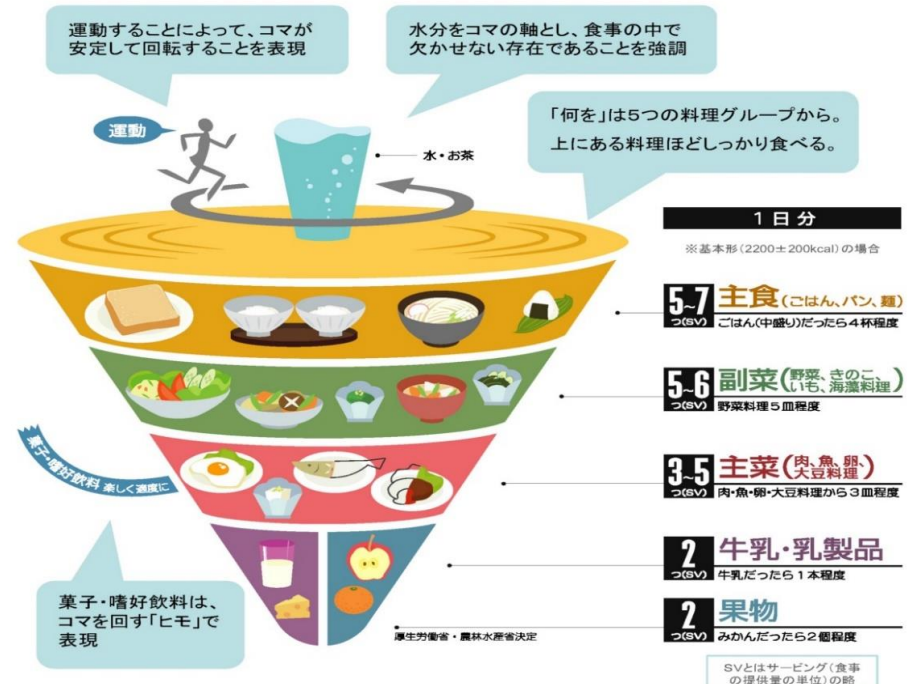 運動することによって、コマが
安定して回転することを表現
水分をコマの軸とし、食事の中で
欠かせない存在であることを強調
「何を」は5つの料理グループから。
上にある料理ほどしっかり食べる。
運動
水・お茶
1日分
※基本形(2200±200kcal)の場合
5~7 つ(SV)
主食(ごはん、パン、麺)
ごはん(中盛り)だったら4杯程度
5~6 つ(SV)
副菜(野菜、きのこ、
いも、海藻料理)
野菜料理5皿程度
菓子・嗜好飲料 楽しく適度に
3~5 つ(SV)
主菜(肉、魚、卵、
大豆料理)
肉・魚・卵・大豆料理から3皿程度
2 つ(SV)
牛乳・乳製品
牛乳だったら1本程度
2 つ(SV)
果物
みかんだったら2個程度
菓子・嗜好飲料は、
コマを回す「ヒモ」で
表現
厚生労働省・農林水産省決定
SVとはサービング(食事
の提供量の単位)の略